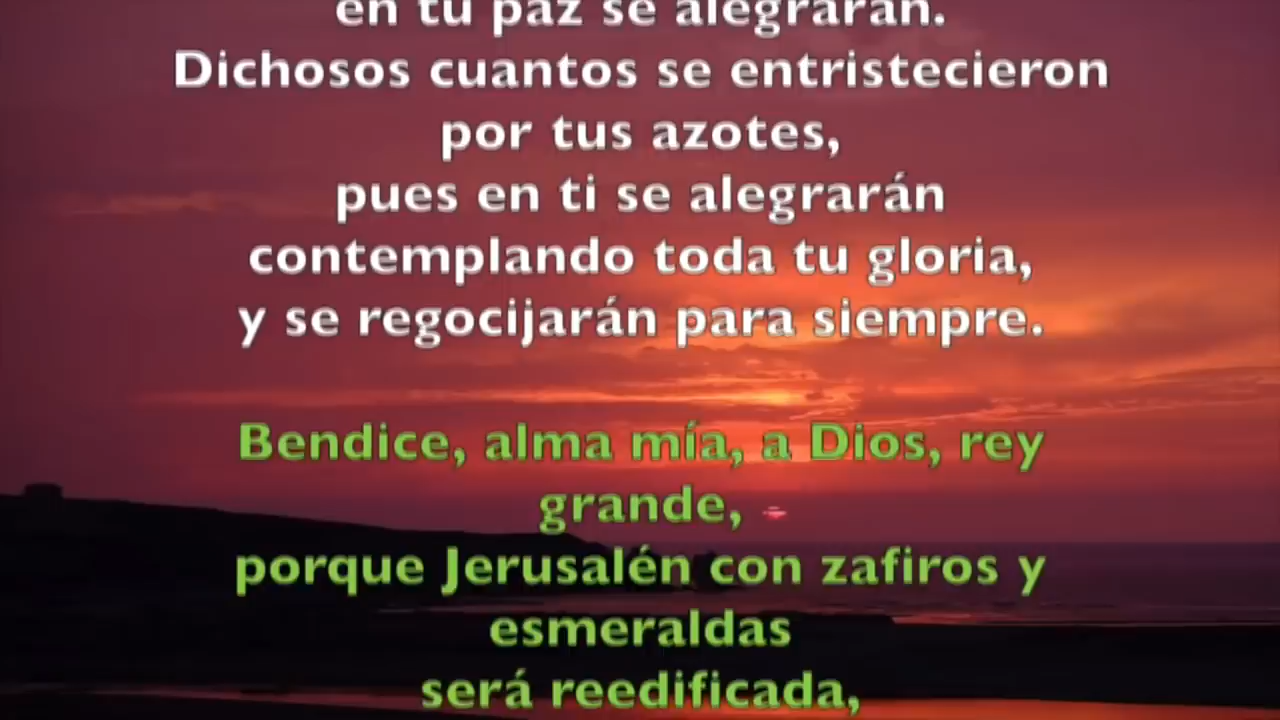 en tu paz se alegrarán.
Dichosos cuantos se entristecieron
por tus azotes,
pues en ti se alegrarán
contemplando toda tu gloria,
y se regocijarán para siempre.
Bendice, alma mía, a Dios, rey
grande,
porque Jerusalén con zafiros y
esmeraldas
será reedificada,